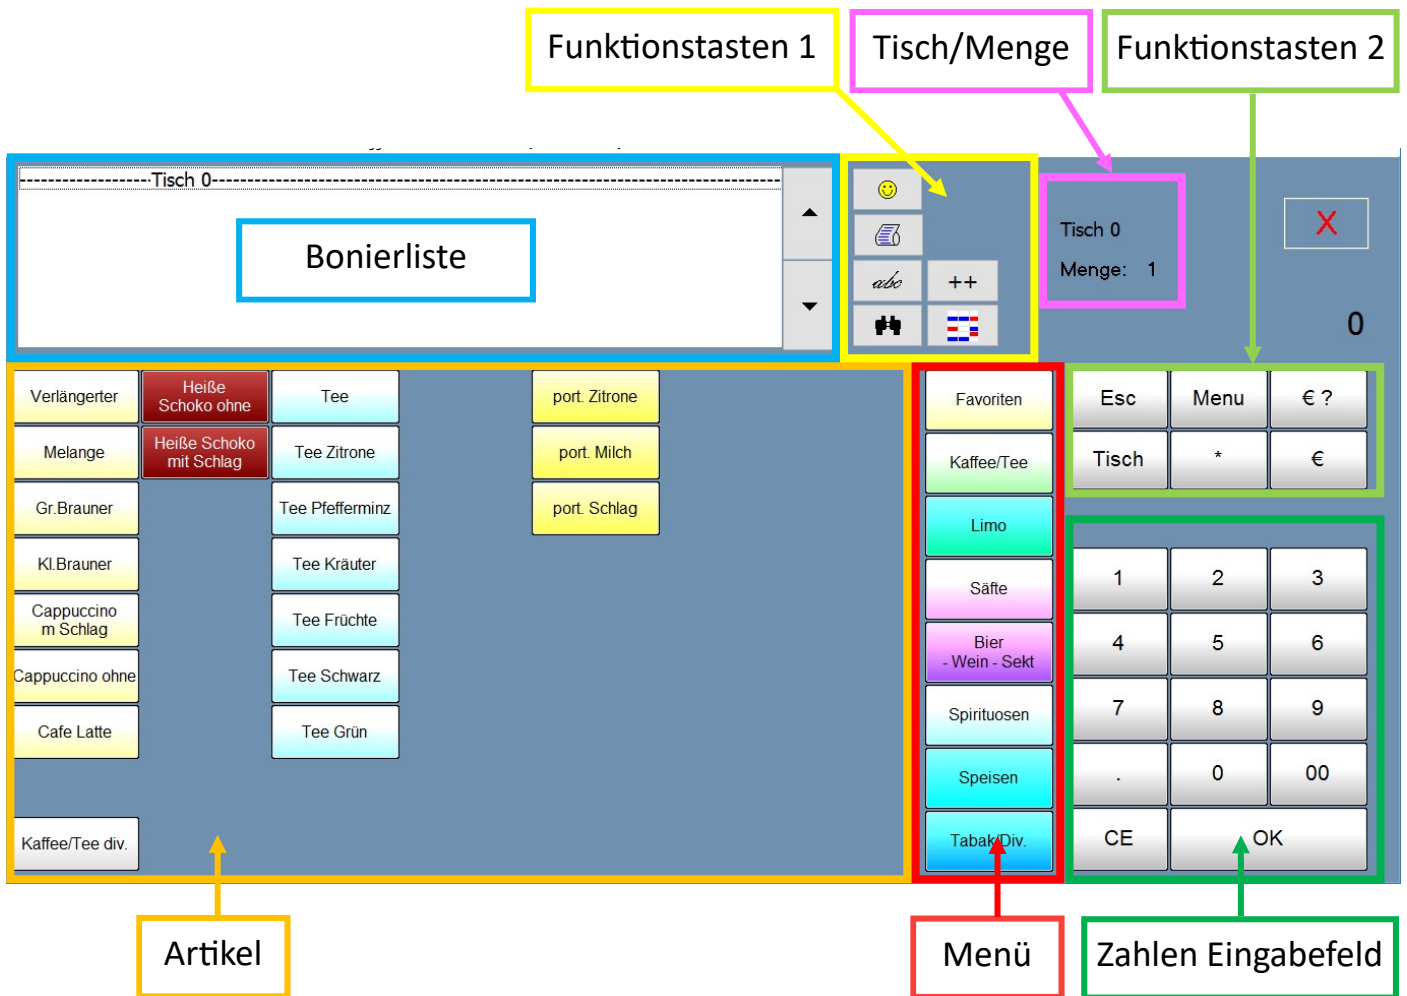 Funktionstasten 1
Tisch/Menge
Funktionstasten 2
Tisch 0
Bonierliste
abc
++
Tisch 0
Menge: 1
X
0
Verlängerter
Heiße
Schoko ohne
Tee
port. Zitrone
Favoriten
Esc
Menu
€ ?
Melange
Heiße Schoko
mit Schlag
Tee Zitrone
port. Milch
Kaffee/Tee
Tisch
*
€
Gr.Brauner
Tee Pfefferminz
port. Schlag
Limo
Kl.Brauner
Tee Kräuter
Säfte
1
2
3
Cappuccino
m Schlag
Tee Früchte
Bier
- Wein - Sekt
4
5
6
Cappuccino ohne
Tee Schwarz
Spirituosen
7
8
9
Cafe Latte
Tee Grün
Speisen
.
0
00
Kaffee/Tee div.
Tabak/Div.
CE
OK
Artikel
Menü
Zahlen Eingabefeld